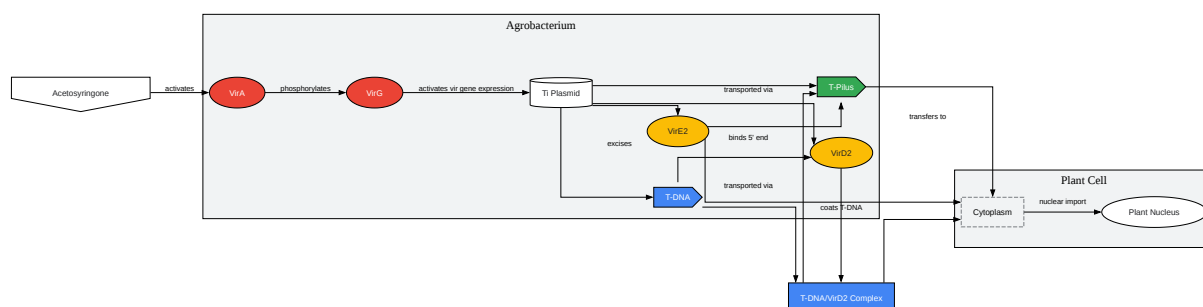 Agrobacterium
Acetosyringone
activates
VirA
phosphorylates
VirG
activates vir gene expression
Ti Plasmid
transported via
T-Pilus
transfers to
VirE2
excises
binds 5' end
VirD2
transported via
T-DNA
coats T-DNA
Plant Cell
Cytoplasm
nuclear import
Plant Nucleus
T-DNA/VirD2 Complex